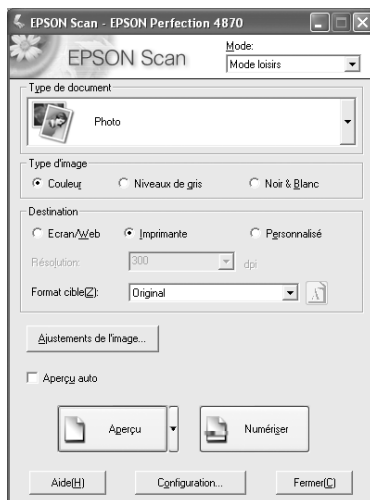 EPSON Scan - EPSON Perfection 4870
EPSON Scan
Mode:
Mode loisirs
Type de document
Photo
Type d'image
Couleur Niveaux de gris Noir & Blanc
Destination
Ecran/Web Imprimante Personnalisé
Résolution: 300 dpi
Format cible(Z): Original
Ajustements de l'image...
Aperçu auto
Aperçu Numériser
Aide(H) Configuration... Fermer(C)